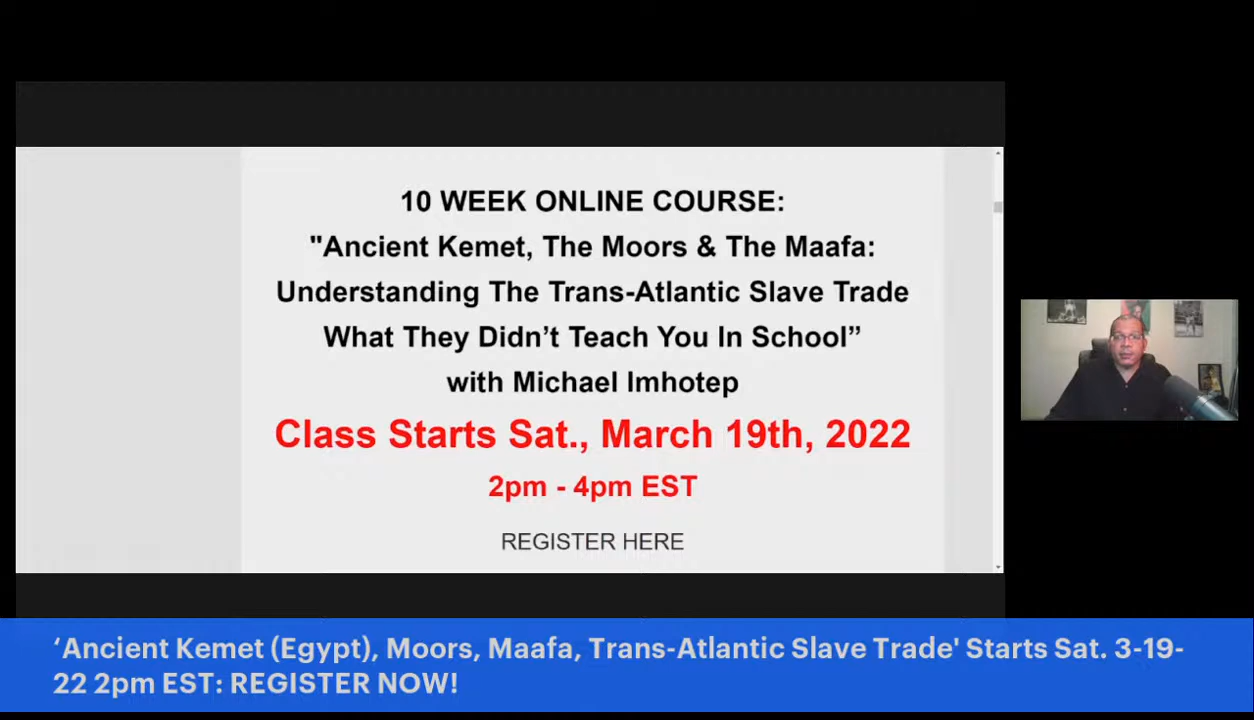 10 WEEK ONLINE COURSE:
"Ancient Kemet, The Moors & The Maafa:
Understanding The Trans-Atlantic Slave Trade
What They Didn’t Teach You In School”
with Michael Imhotep
Class Starts Sat., March 19th, 2022
2pm - 4pm EST
REGISTER HERE
‘Ancient Kemet (Egypt), Moors, Maafa, Trans-Atlantic Slave Trade' Starts Sat. 3-19-
22 2pm EST: REGISTER NOW!